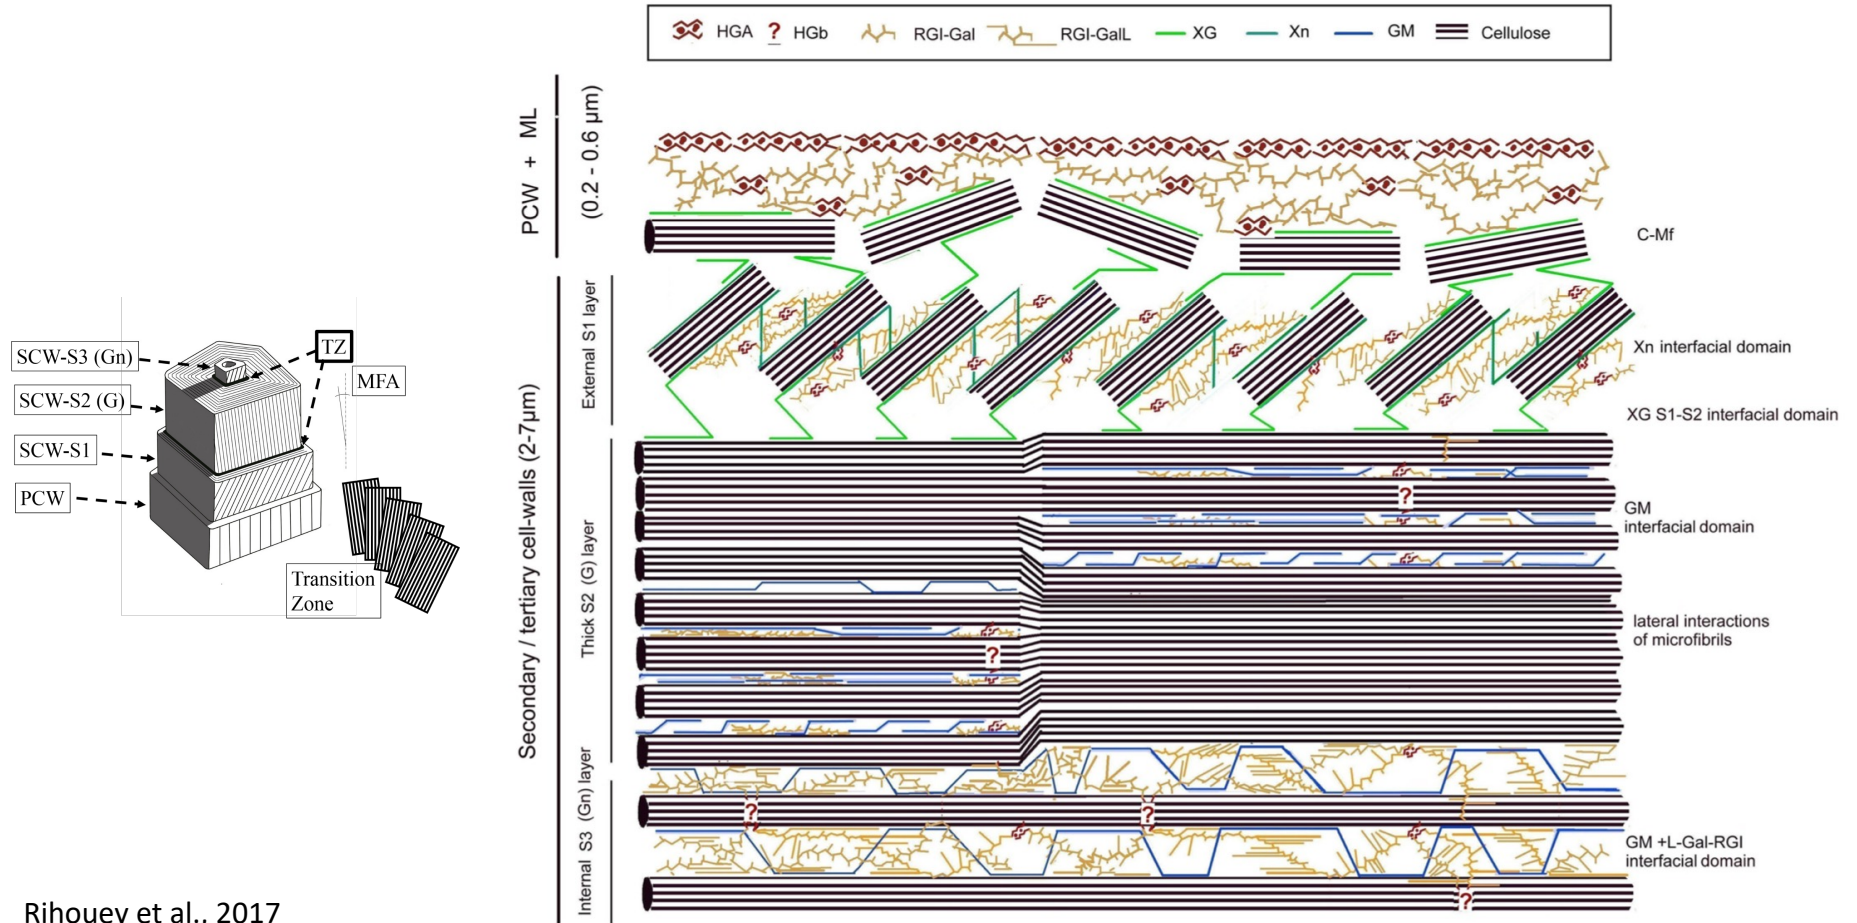 HGA ? HGb RGI-Gal RGI-GalL XG Xn GM Cellulose
PCW + ML
(0.2 - 0.6 µm)
C-Mf
Secondary / tertiary cell-walls (2-7µm)
External S1 layer
Xn interfacial domain
XG S1-S2 interfacial domain
Thick S2 (G) layer
?
GM
interfacial domain
lateral interactions
of microfibrils
?
Internal S3 (Gn) layer
?
?
GM +L-Gal-RGI
interfacial domain
?
SCW-S3 (Gn)
TZ
MFA
SCW-S2 (G)
SCW-S1
PCW
Transition
Zone
Rihouey et al., 2017